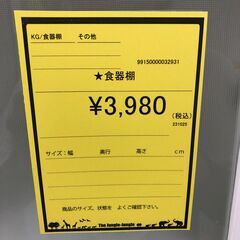 KG/食器棚 その他
99150000032931
★食器棚
¥3,980
(税込)
231025
サイズ:幅 奥行 高さ cm
商品のサイズ、状態を よくご確認下さい。
The Jungle-Jungle